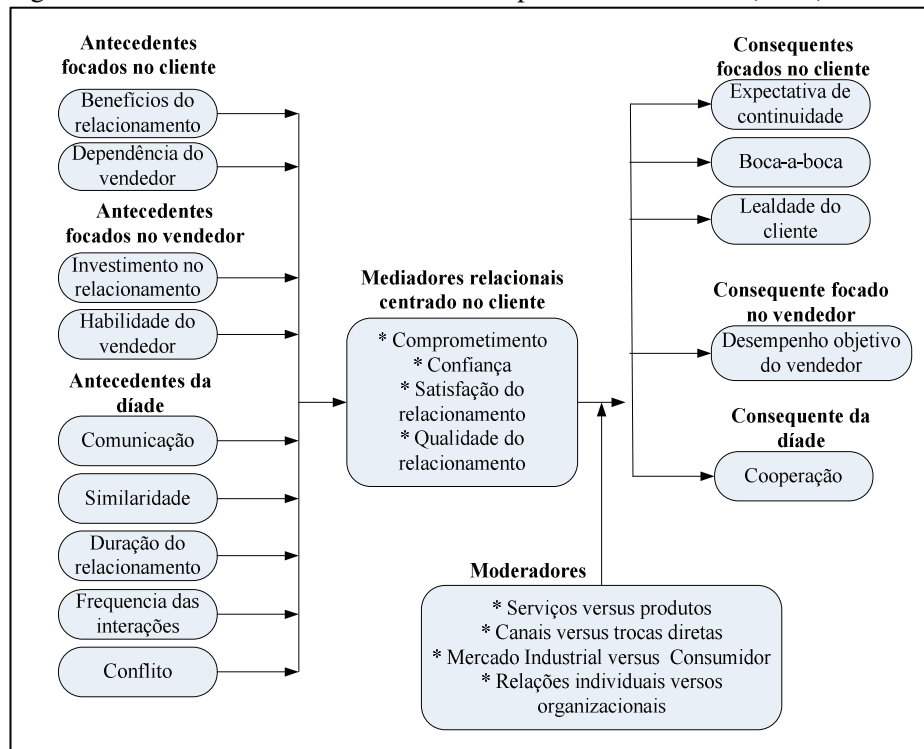 Antecedentes
focados no cliente
Benefícios do
relacionamento
Dependência do
vendedor
Antecedentes
focados no vendedor
Investimento no
relacionamento
Habilidade do
vendedor
Antecedentes da
díade
Comunicação
Similaridade
Duração do
relacionamento
Frequencia das
interações
Conflito
Mediadores relacionais
centrado no cliente
* Comprometimento
* Confiança
* Satisfação do
relacionamento
* Qualidade do
relacionamento
Moderadores
* Serviços versus produtos
* Canais versus trocas diretas
* Mercado Industrial versus Consumidor
* Relações individuais versos
organizacionais
Consequentes
focados no cliente
Expectativa de
continuidade
Boca-a-boca
Lealdade do
cliente
Consequente focado
no vendedor
Desempenho objetivo
do vendedor
Consequente da
díade
Cooperação